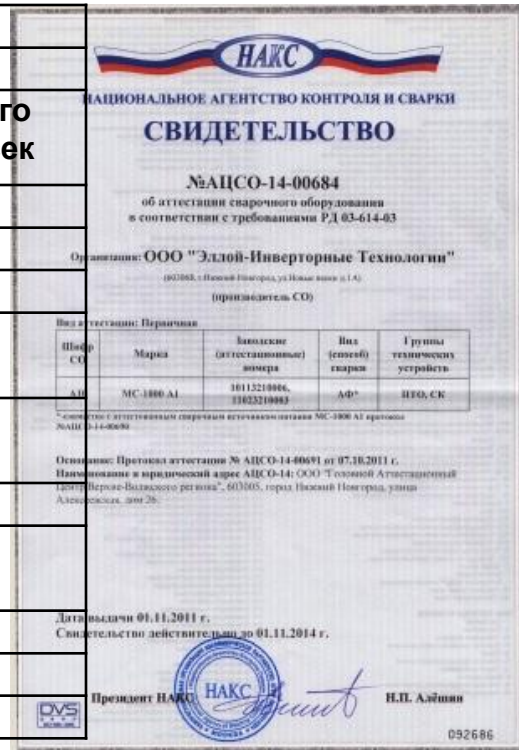 НАКС
НАЦИОНАЛЬНОЕ АГЕНТСТВО КОНТРОЛЯ И СВАРКИ
го
ек
СВИДЕТЕЛЬСТВО
№АЦСО-14-00684
об аттестации сварочного оборудования
в соответствии с требованиями РД 03-614-03
Организация: ООО "Эллой-Инверторные Технологии"
(производитель СО)
Вид аттестации: Первичная
Шифр СО
Марка
Заводские (аттестационные) номера
Вид (способ) сварки
Группы технических устройств
МС-1000 А1
10113210006, 11023210003
АФ*
ПТО, СК
Основание: Протокол аттестации № АЦСО-14-00691 от 07.10.2011 г.
Наименование и юридический адрес АЦСО-14: ООО "Головной Аттестационный
Центр Верхне-Волжского региона", 603005, город Нижний Новгород, улица
Алексеевская, дом 26.
Дата выдачи 01.11.2011 г.
Свидетельство действительно до 01.11.2014 г.
Президент НАКС
НАКС
Н.П. Алёшин
DVS
092686